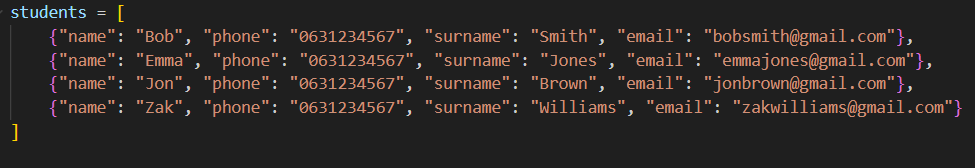 students = [
{"name": "Bob", "phone": "0631234567", "surname": "Smith", "email": "bobsmith@gmail.com"},
{"name": "Emma", "phone": "0631234567", "surname": "Jones", "email": "emmajones@gmail.com"},
{"name": "Jon", "phone": "0631234567", "surname": "Brown", "email": "jonbrown@gmail.com"},
{"name": "Zak", "phone": "0631234567", "surname": "Williams", "email": "zakwilliams@gmail.com"}
]